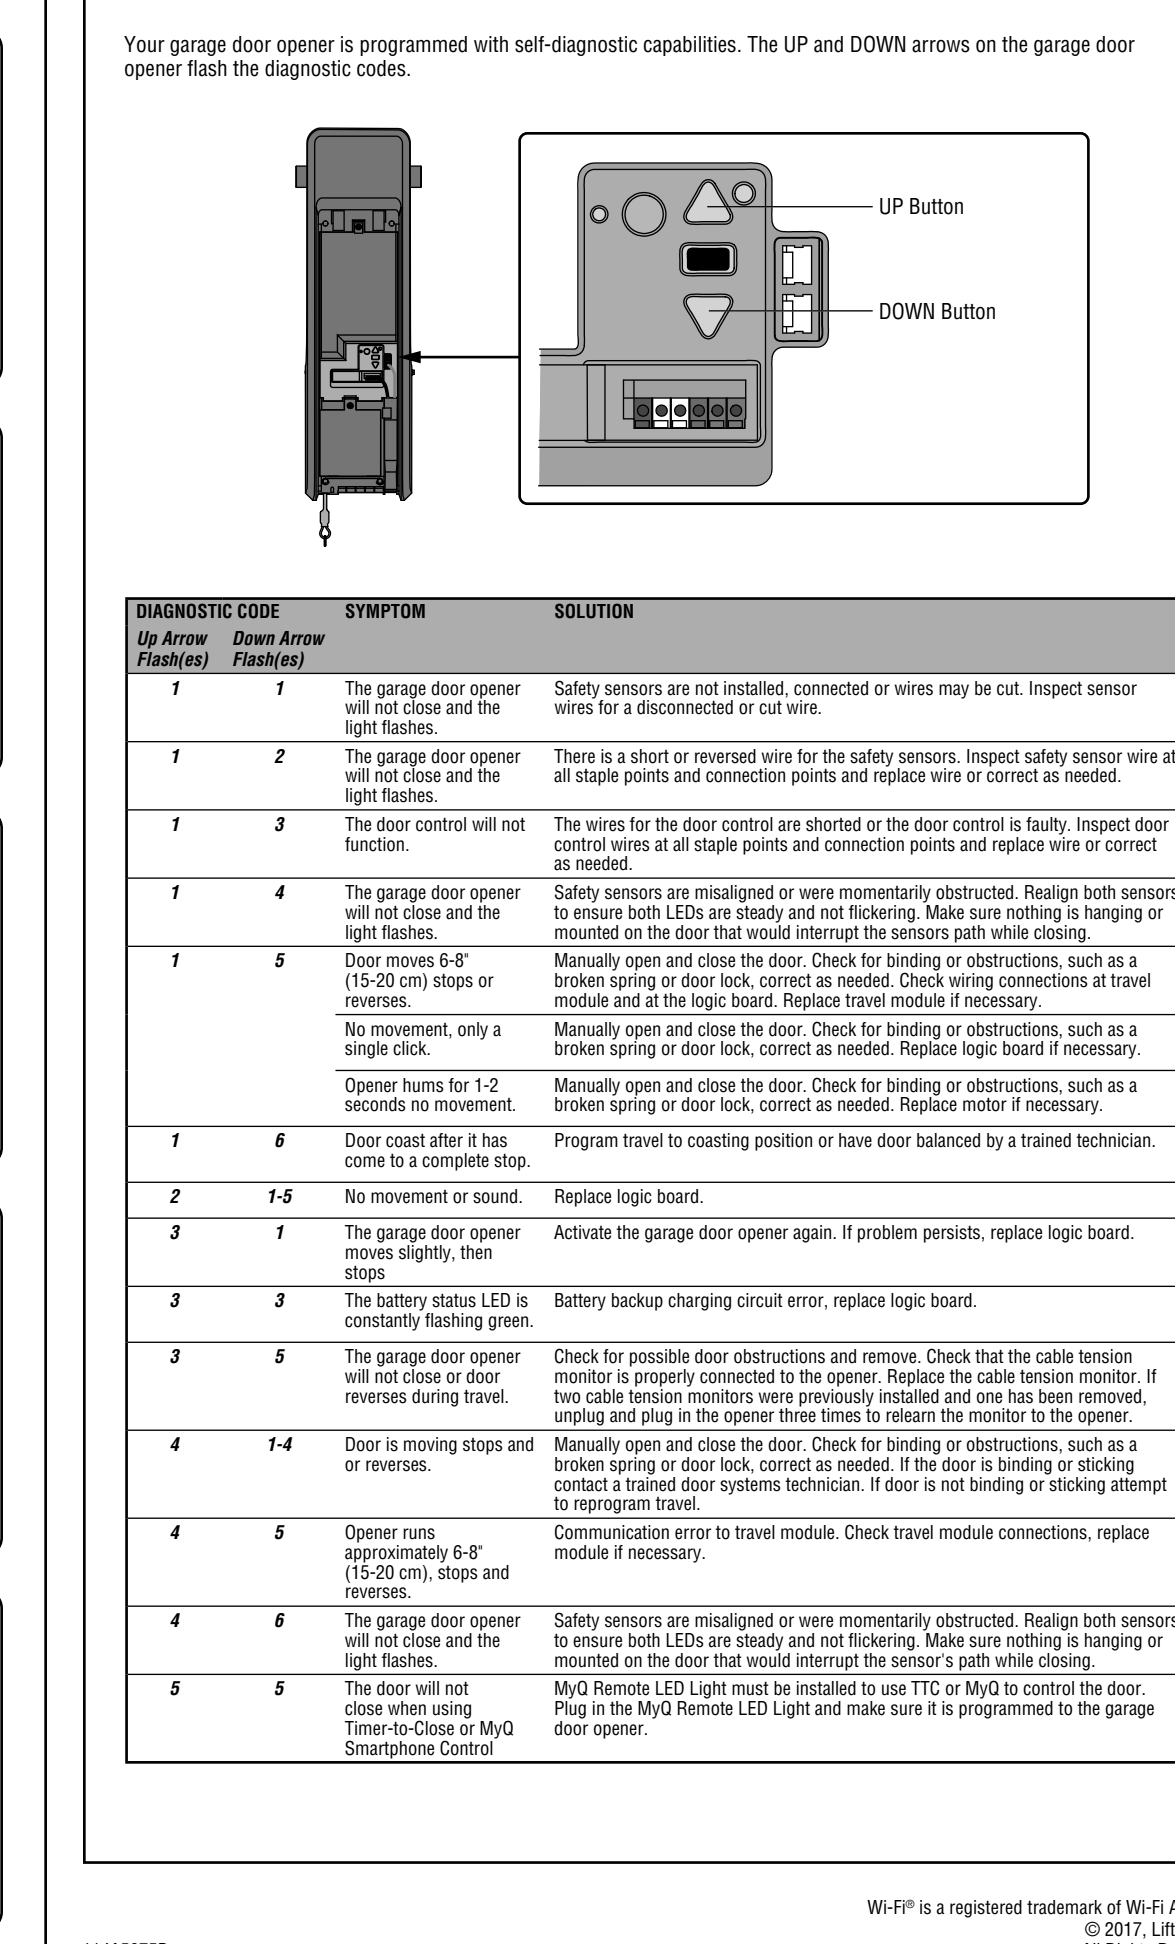 Your garage door opener is programmed with self-diagnostic capabilities. The UP and DOWN arrows on the garage door
opener flash the diagnostic codes.
UP Button
DOWN Button
DIAGNOSTIC CODE SYMPTOM SOLUTION
Up Arrow Down Arrow
Flash(es) Flash(es)
1 1 The garage door opener Safety sensors are not installed, connected or wires may be cut. Inspect sensor
will not close and the wires for a disconnected or cut wire.
light flashes.
1 2 The garage door opener There is a short or reversed wire for the safety sensors. Inspect safety sensor wire at
will not close and the all staple points and connection points and replace wire or correct as needed.
light flashes.
1 3 The door control will not The wires for the door control are shorted or the door control is faulty. Inspect door
function. control wires at all staple points and connection points and replace wire or correct
as needed.
1 4 The garage door opener Safety sensors are misaligned or were momentarily obstructed. Realign both sensors
will not close and the to ensure both LEDs are steady and not flickering. Make sure nothing is hanging or
light flashes. mounted on the door that would interrupt the sensors path while closing.
1 5 Door moves 6-8" Manually open and close the door. Check for binding or obstructions, such as a
(15-20 cm) stops or broken spring or door lock, correct as needed. Check wiring connections at travel
reverses. module and at the logic board. Replace travel module if necessary.
No movement, only a Manually open and close the door. Check for binding or obstructions, such as a
single click. broken spring or door lock, correct as needed. Replace logic board if necessary.
Opener hums for 1-2 Manually open and close the door. Check for binding or obstructions, such as a
seconds no movement. broken spring or door lock, correct as needed. Replace motor if necessary.
1 6 Door coast after it has Program travel to coasting position or have door balanced by a trained technician.
come to a complete stop.
2 1-5 No movement or sound. Replace logic board.
3 1 The garage door opener Activate the garage door opener again. If problem persists, replace logic board.
moves slightly, then
stops
3 3 The battery status LED is Battery backup charging circuit error, replace logic board.
constantly flashing green.
3 5 The garage door opener Check for possible door obstructions and remove. Check that the cable tension
will not close or door monitor is properly connected to the opener. Replace the cable tension monitor. If
reverses during travel. two cable tension monitors were previously installed and one has been removed,
unplug and plug in the opener three times to relearn the monitor to the opener.
4 1-4 Door is moving stops and Manually open and close the door. Check for binding or obstructions, such as a
or reverses. broken spring or door lock, correct as needed. If the door is binding or sticking
contact a trained door systems technician. If door is not binding or sticking attempt
to reprogram travel.
4 5 Opener runs Communication error to travel module. Check travel module connections, replace
approximately 6-8" module if necessary.
(15-20 cm), stops and
reverses.
4 6 The garage door opener Safety sensors are misaligned or were momentarily obstructed. Realign both sensors
will not close and the to ensure both LEDs are steady and not flickering. Make sure nothing is hanging or
light flashes. mounted on the door that would interrupt the sensor's path while closing.
5 5 The door will not MyQ Remote LED Light must be installed to use TTC or MyQ to control the door.
close when using Plug in the MyQ Remote LED Light and make sure it is programmed to the garage
Timer-to-Close or MyQ door opener.
Smartphone Control
Wi-Fi® is a registered trademark of Wi-Fi A
© 2017, Lift